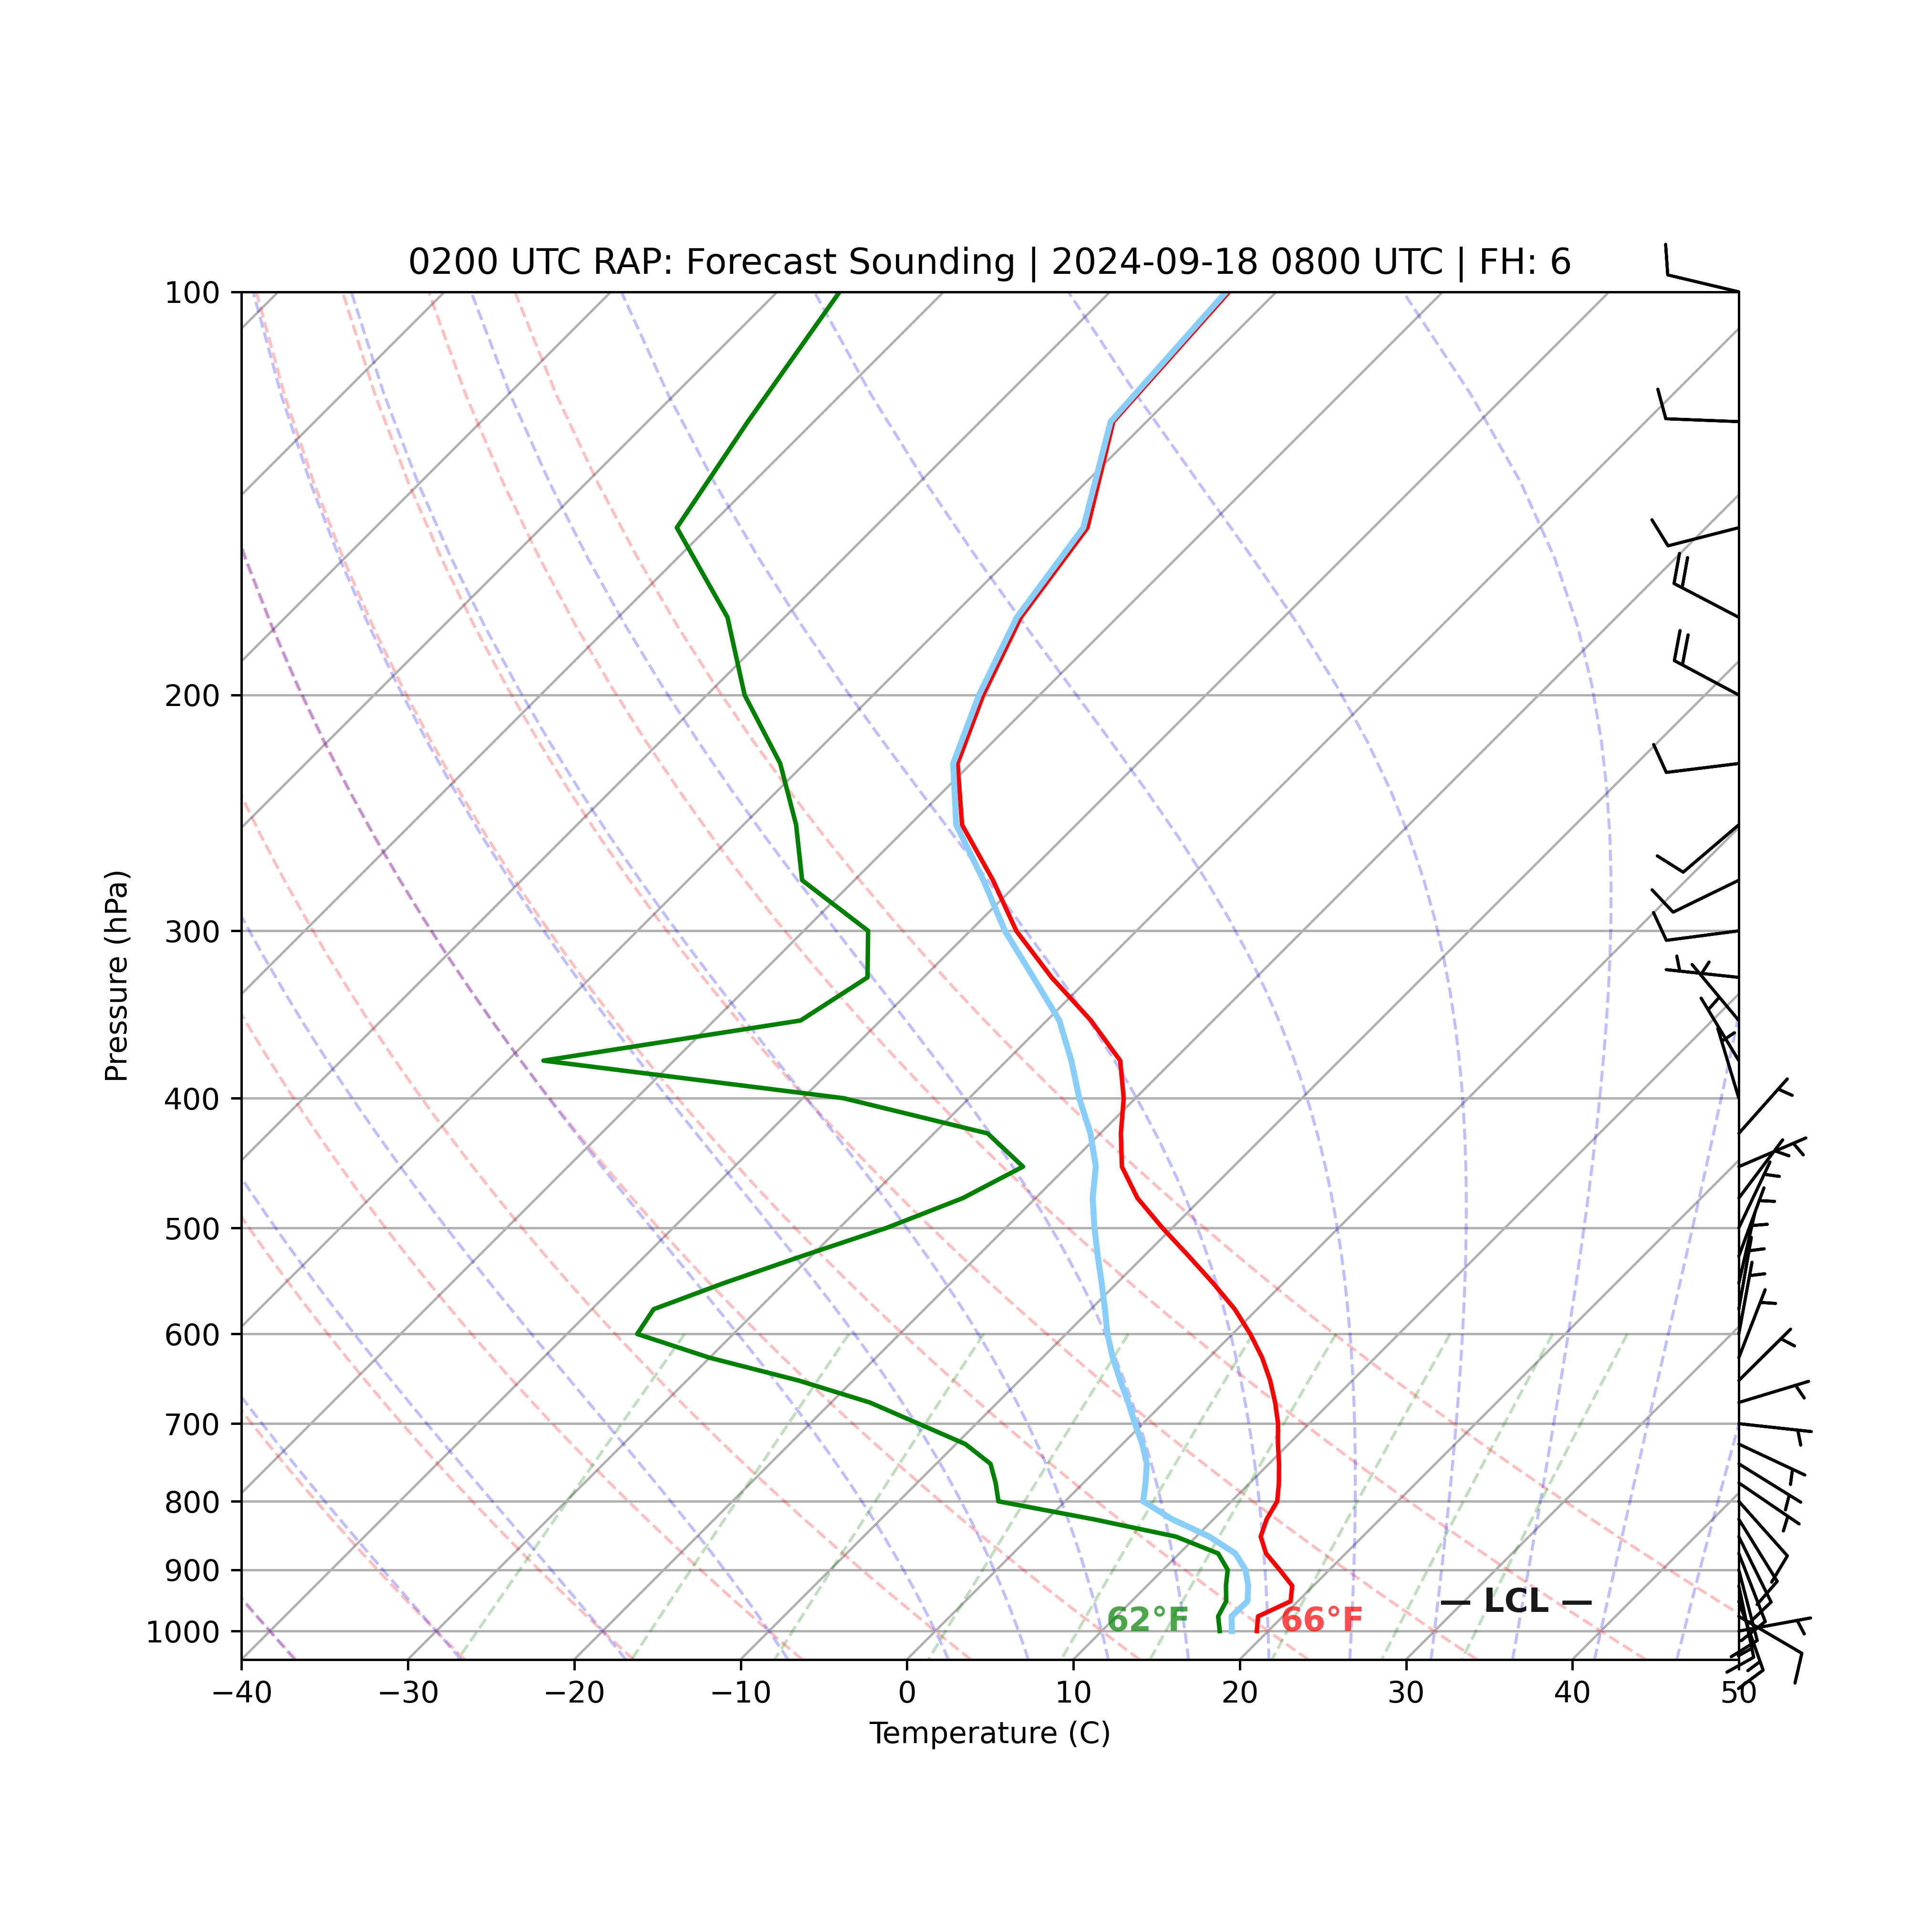 0200 UTC RAP: Forecast Sounding | 2024-09-18 0800 UTC | FH: 6
100
200
300
400
500
600
700
800
900
1000
Pressure (hPa)
— LCL —
62°F
66°F
−40 −30 −20 −10 0 10 20 30 40 50
Temperature (C)